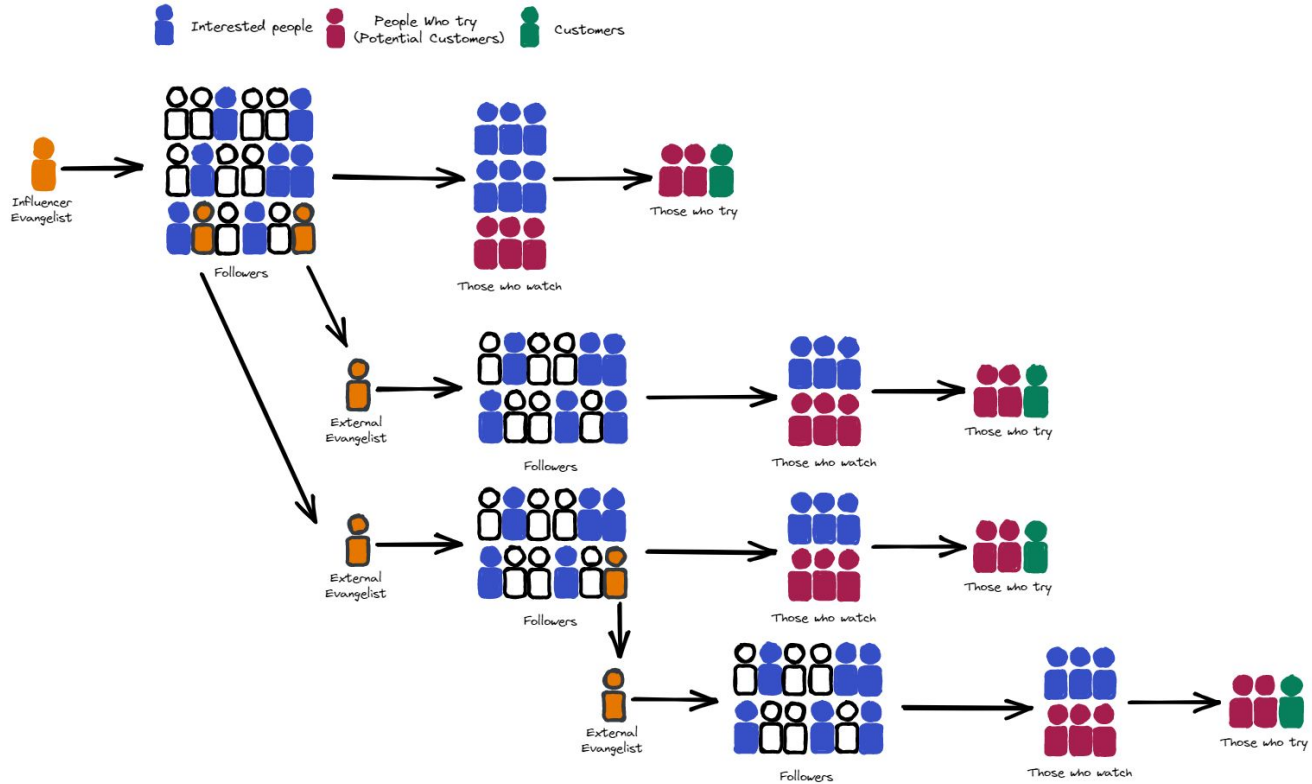 Interested people
People Who try
(Potential Customers)
Customers
Influencer
Evangelist
Followers
Those who watch
Those who try
External
Evangelist
Followers
Those who watch
Those who try
External
Evangelist
Followers
Those who watch
Those who try
External
Evangelist
Followers
Those who watch
Those who try